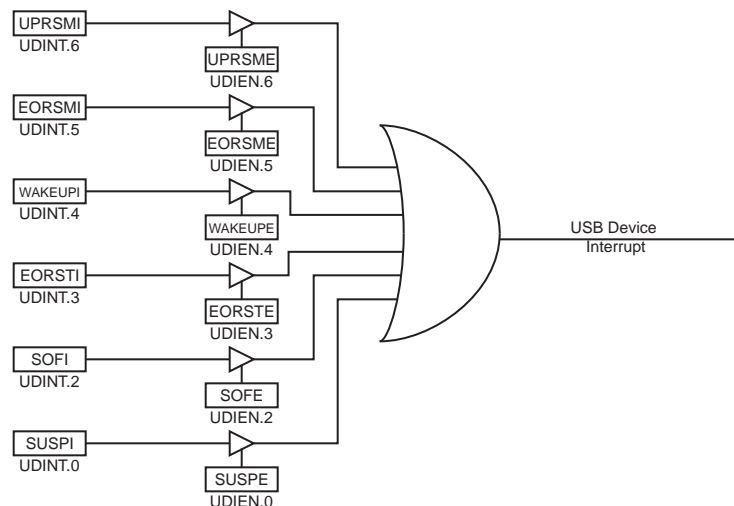 UPRSMI
UDINT.6
UPRSME
UDIEN.6
EORSMI
UDINT.5
EORSME
UDIEN.5
WAKEUPI
UDINT.4
WAKEUPE
UDIEN.4
EORSTI
UDINT.3
EORSTE
UDIEN.3
SOFI
UDINT.2
SOFE
UDIEN.2
SUSPI
UDINT.0
SUSPE
UDIEN.0
USB Device
Interrupt